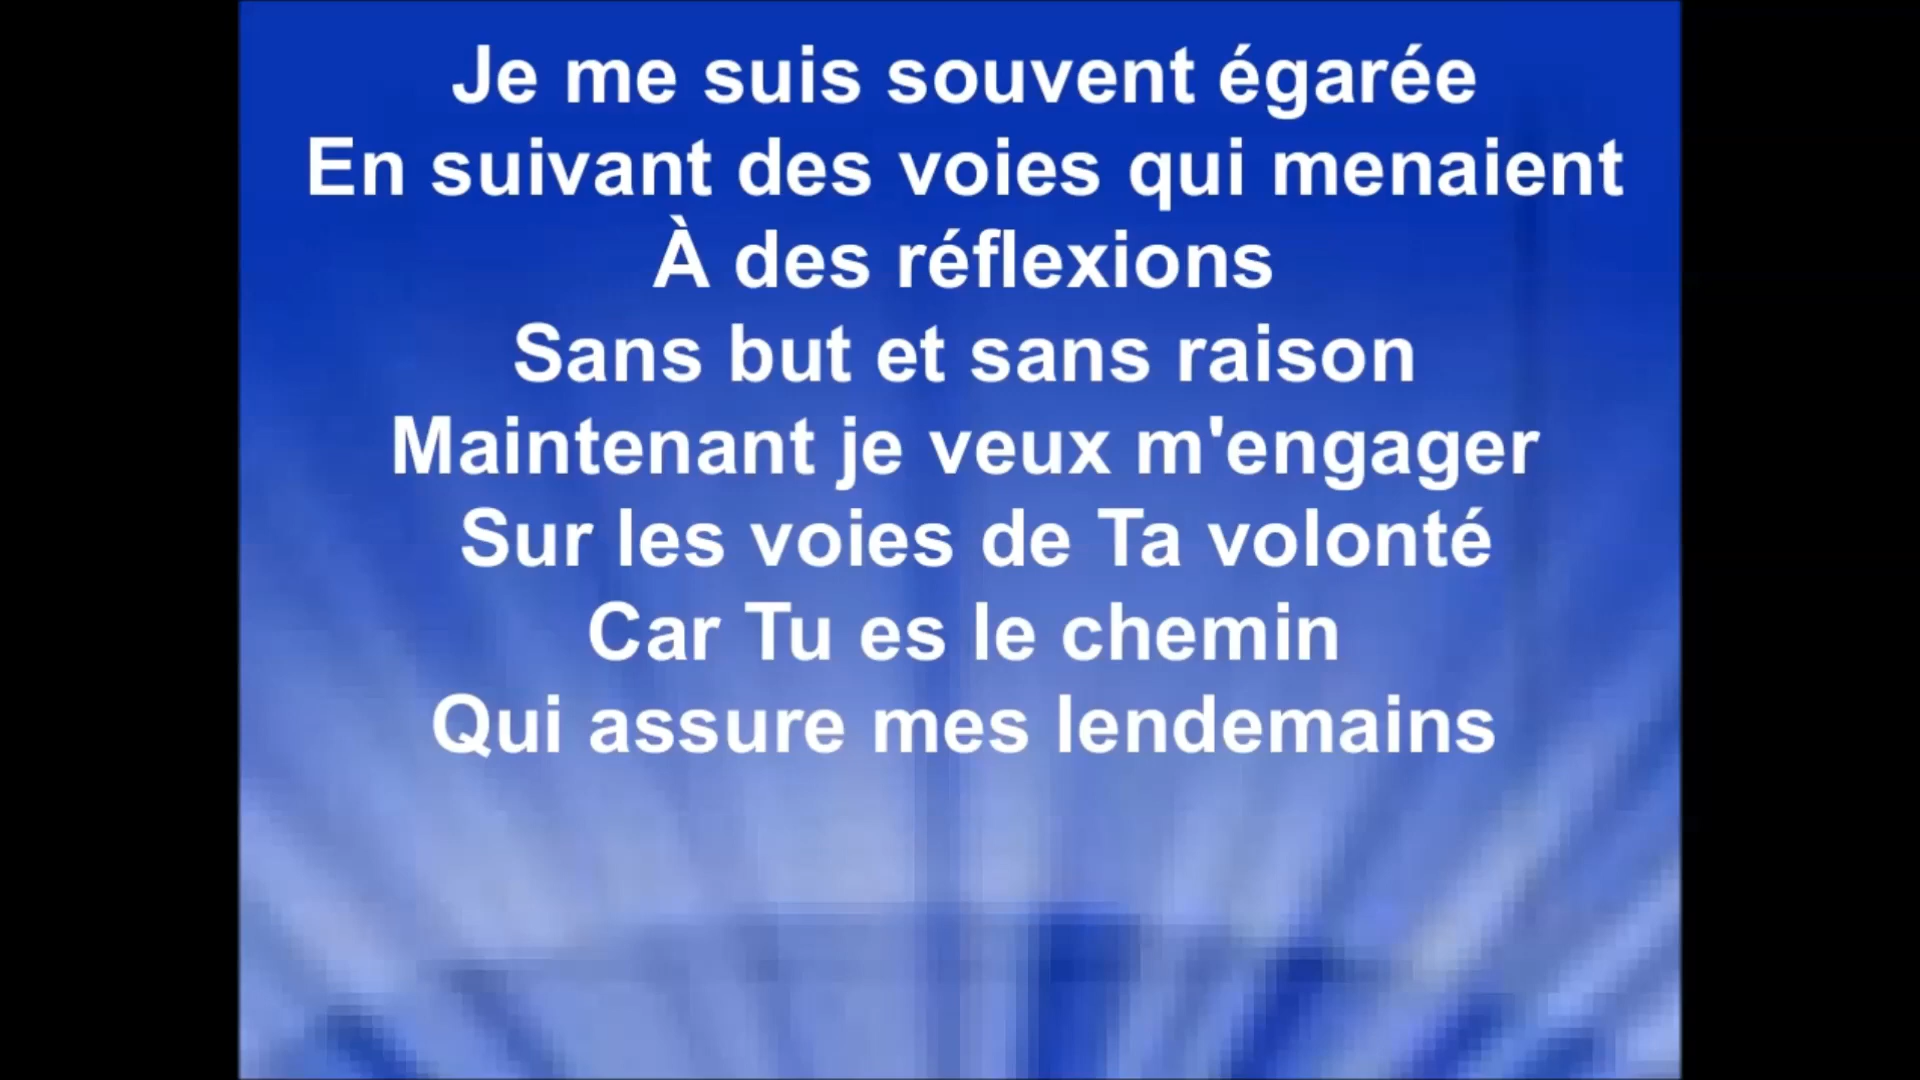 Je me suis souvent égarée
En suivant des voies qui menaient
À des réflexions
Sans but et sans raison
Maintenant je veux m'engager
Sur les voies de Ta volonté
Car Tu es le chemin
Qui assure mes lendemains